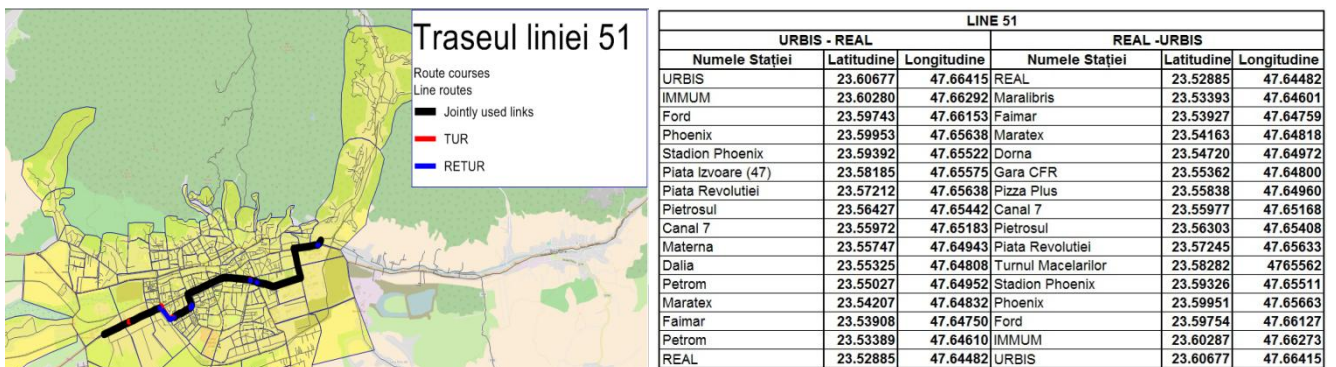 Traseul liniei 51
Route courses
Line routes
Jointly used links
TUR
RETUR
LINE 51
URBIS - REAL REAL -URBIS
Numele Stației Latitudine Longitudine Numele Stației Latitudine Longitudine
URBIS 23.60677 47.66415 REAL 23.52885 47.64482
IMMUM 23.60280 47.66292 Maralibris 23.53393 47.64601
Ford 23.59743 47.66153 Faimar 23.53927 47.64759
Phoenix 23.59953 47.65638 Maratex 23.54163 47.64818
Stadion Phoenix 23.59392 47.65522 Dorna 23.54720 47.64972
Piata Izvoare (47) 23.58185 47.65575 Gara CFR 23.55362 47.64800
Piata Revolutiei 23.57212 47.65638 Pizza Plus 23.55838 47.64960
Pietrosul 23.56427 47.65442 Canal 7 23.55977 47.65168
Canal 7 23.55972 47.65183 Pietrosul 23.56303 47.65408
Materna 23.55747 47.64943 Piata Revolutiei 23.57245 47.65633
Dalia 23.55325 47.64808 Turnul Macelarilor 23.58282 4765562
Petrom 23.55027 47.64952 Stadion Phoenix 23.59326 47.65511
Maratex 23.54207 47.64832 Phoenix 23.59951 47.65663
Faimar 23.53908 47.64750 Ford 23.59754 47.66127
Petrom 23.53389 47.64610 IMMUM 23.60287 47.66273
REAL 23.52885 47.64482 URBIS 23.60677 47.66415